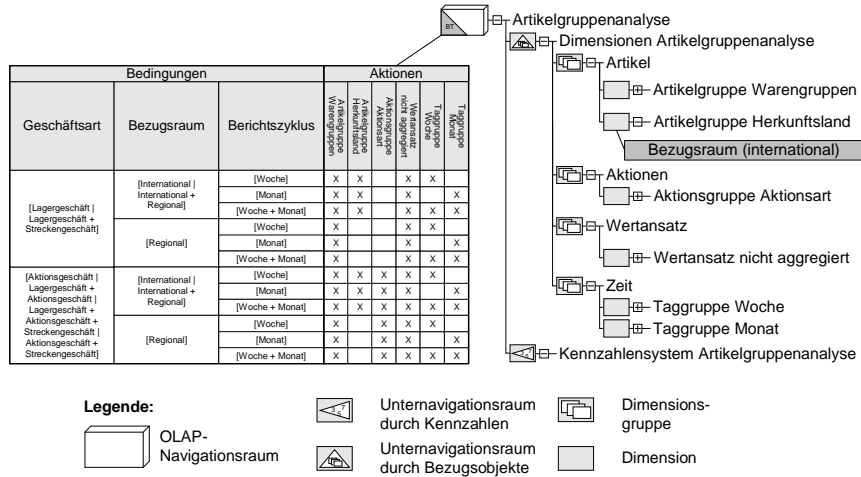 BT
Artikelgruppenanalyse
Dimensionen Artikelgruppenanalyse
Artikel
Artikelgruppe Warengruppen
Artikelgruppe Herkunftsland
Bezugsraum (international)
Aktionen
Aktionsgruppe Aktionsart
Wertansatz
Wertansatz nicht aggregiert
Zeit
Taggruppe Woche
Taggruppe Monat
Kennzahlensystem Artikelgruppenanalyse
Bedingungen Aktionen
Geschäftsart Bezugsraum Berichtszyklus
Artikelgruppe
Warengruppen
Artikelgruppe
Herkunftsland
Aktionsgruppe
Aktionsart
Wertansatz
nicht aggregiert
Taggruppe
Woche
Taggruppe
Monat
[Lagergeschäft |
Lagergeschäft +
Streckengeschäft]
[International |
International +
Regional]
[Woche] X X X X
[Monat] X X X X
[Woche + Monat] X X X X X
[Regional]
[Woche] X X X
[Monat] X X X
[Woche + Monat] X X X X
[Aktionsgeschäft |
Lagergeschäft +
Aktionsgeschäft |
Lagergeschäft +
Aktionsgeschäft +
Streckengeschäft |
Aktionsgeschäft +
Streckengeschäft]
[International |
International +
Regional]
[Woche] X X X X X
[Monat] X X X X X
[Woche + Monat] X X X X X X
[Regional]
[Woche] X X X X
[Monat] X X X X
[Woche + Monat] X X X X X
Legende:
OLAP-
Navigationsraum
3 5 7
Unternavigationsraum
durch Kennzahlen
Unternavigationsraum
durch Bezugsobjekte
Dimensions-
gruppe
Dimension